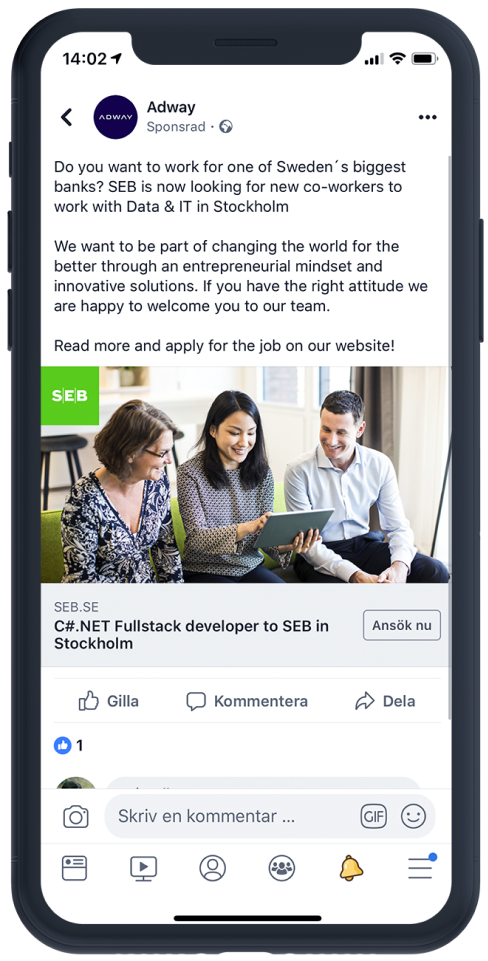 14:02
ADWAY
Adway
Sponsrad ·
Do you want to work for one of Sweden´s biggest
banks? SEB is now looking for new co-workers to
work with Data & IT in Stockholm
We want to be part of changing the world for the
better through an entrepreneurial mindset and
innovative solutions. If you have the right attitude we
are happy to welcome you to our team.
Read more and apply for the job on our website!
S|E|B
SEB.SE
C#.NET Fullstack developer to SEB in
Stockholm
Ansök nu
Gilla
Kommentera
Dela
1
Skriv en kommentar ...
GIF